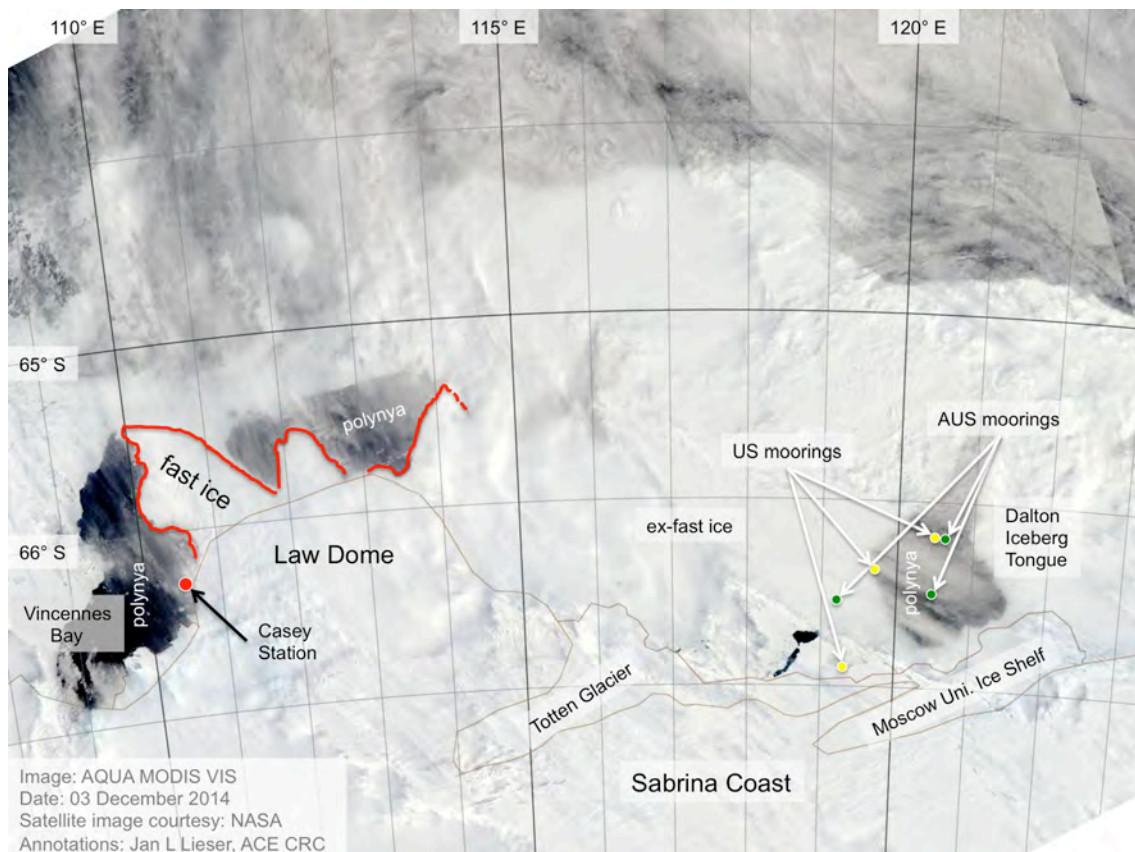 110° E
115° E
120° E
65° S
polynya
AUS moorings
US moorings
fast ice
ex-fast ice
Dalton
Iceberg
Tongue
66° S
Law Dome
polynya
polynya
Vincennes
Bay
Casey
Station
Totten Glacier
Moscow Uni. Ice Shelf
Sabrina Coast
Image: AQUA MODIS VIS
Date: 03 December 2014
Satellite image courtesy: NASA
Annotations: Jan L Lieser, ACE CRC